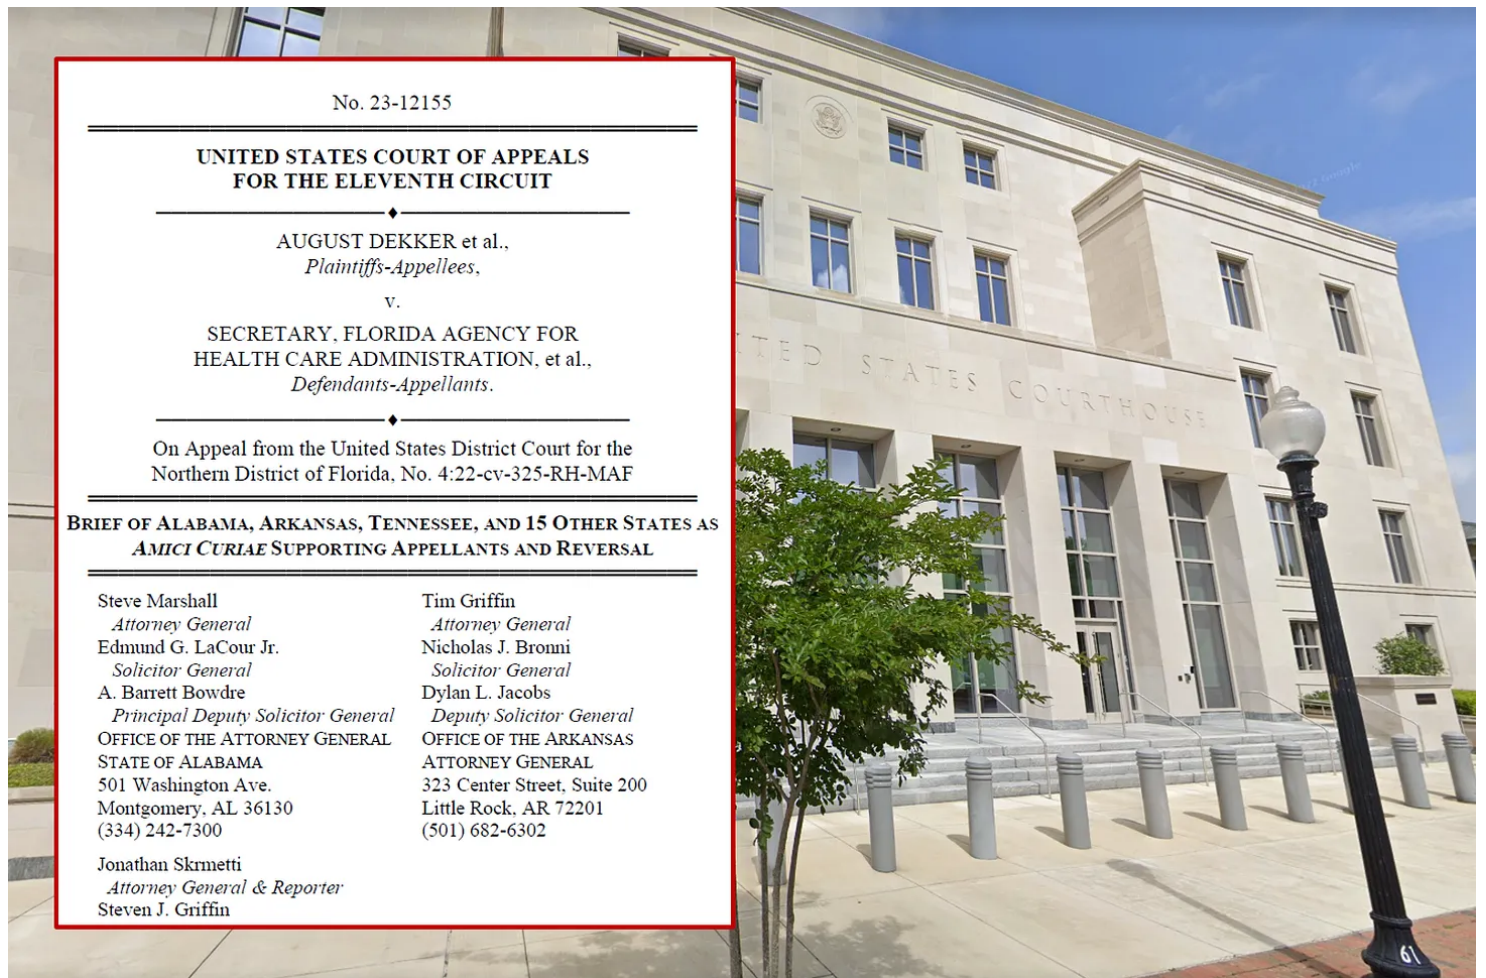 No. 23-12155
UNITED STATES COURT OF APPEALS
FOR THE ELEVENTH CIRCUIT
AUGUST DEKKER et al.,
Plaintiffs-Appellees,
v.
SECRETARY, FLORIDA AGENCY FOR
HEALTH CARE ADMINISTRATION, et al.,
Defendants-Appellants.
On Appeal from the United States District Court for the
Northern District of Florida, No. 4:22-cv-325-RH-MAF
BRIEF OF ALABAMA, ARKANSAS, TENNESSEE, AND 15 OTHER STATES AS
AMICI CURIAE SUPPORTING APPELLANTS AND REVERSAL
Steve Marshall
Attorney General
Edmund G. LaCour Jr.
Solicitor General
A. Barrett Bowdre
Principal Deputy Solicitor General
OFFICE OF THE ATTORNEY GENERAL
STATE OF ALABAMA
501 Washington Ave.
Montgomery, AL 36130
(334) 242-7300
Jonathan Skrmetti
Attorney General & Reporter
Steven J. Griffin
Tim Griffin
Attorney General
Nicholas J. Bronni
Solicitor General
Dylan L. Jacobs
Deputy Solicitor General
OFFICE OF THE ARKANSAS
ATTORNEY GENERAL
323 Center Street, Suite 200
Little Rock, AR 72201
(501) 682-6302
ITED STATES COURTHOUSE
Google
61